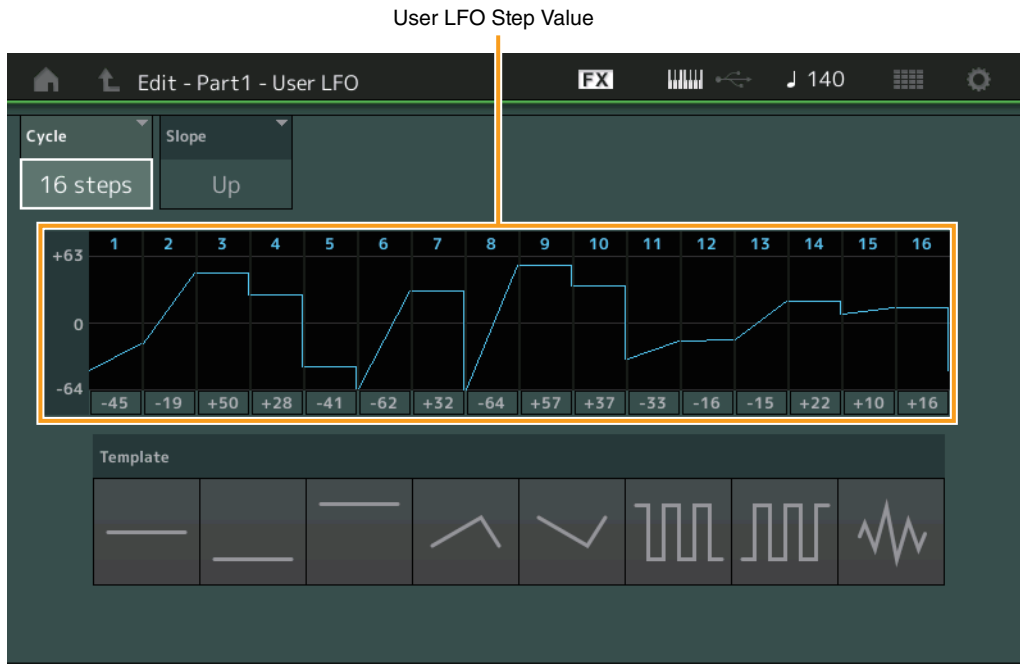 User LFO Step Value
Edit - Part1 - User LFO FX ♩ 140
Cycle Slope
16 steps Up
1 2 3 4 5 6 7 8 9 10 11 12 13 14 15 16
+63
0
-64
-45 -19 +50 +28 -41 -62 +32 -64 +57 +37 -33 -16 -15 +22 +10 +16
Template